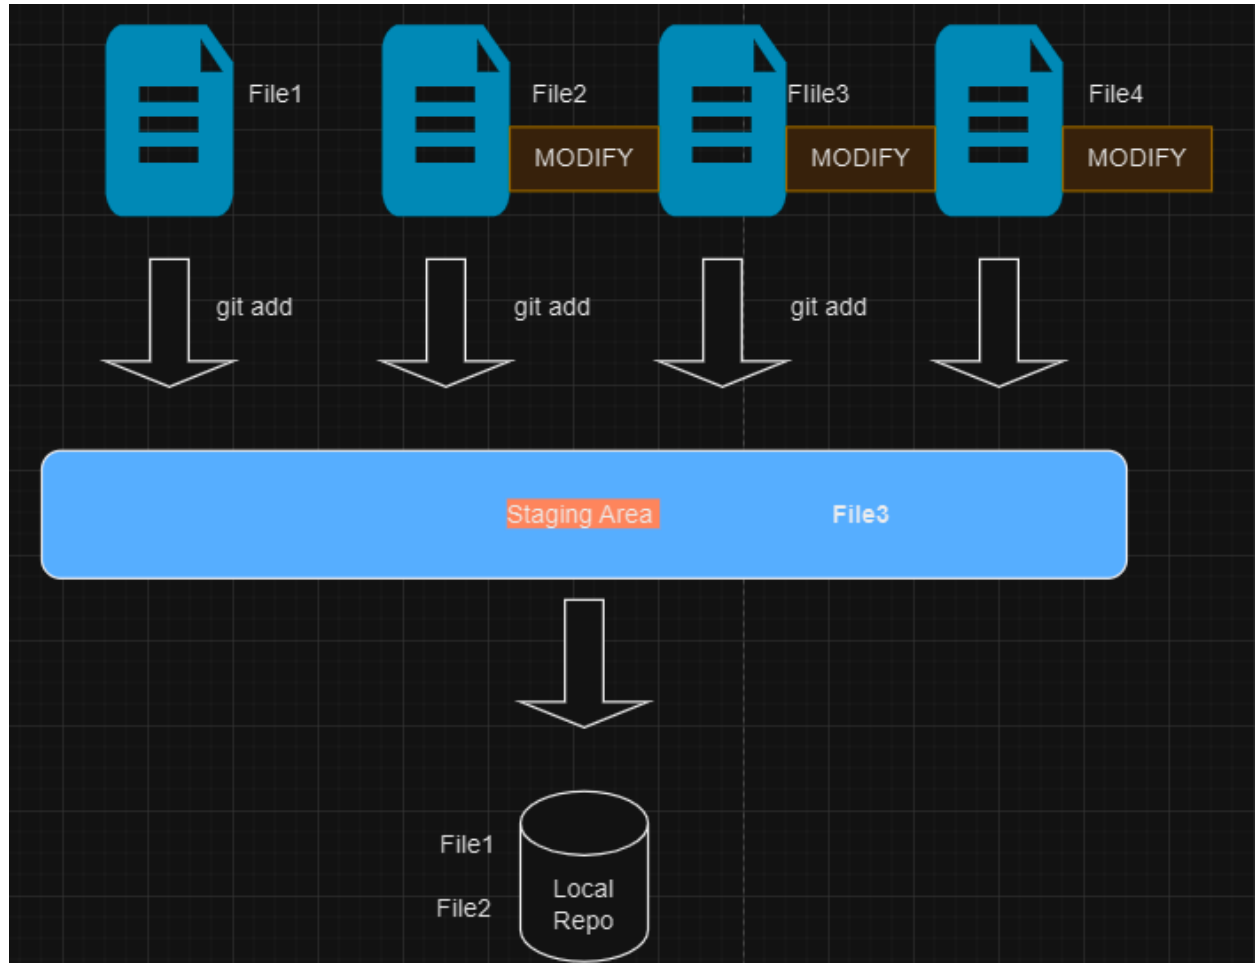 File1
File2
Flile3
File4
MODIFY
MODIFY
MODIFY
git add
git add
git add
Staging Area
File3
File1
Local
Repo
File2